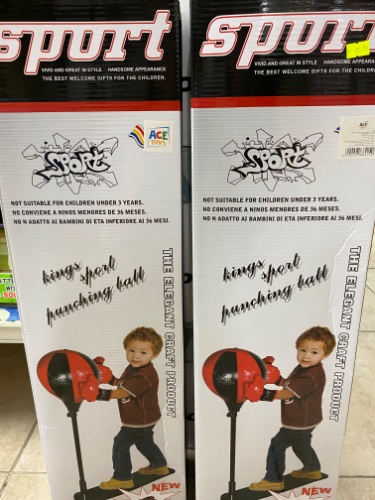 sport
VIVID AND GREAT IN STYLE HANDSOME APPEARANCE
THE BEST WELCOME GIFTS FOR THE CHILDREN.
SPORT
ACE
TOYS
NOT SUITABLE FOR CHILDREN UNDER 3 YEARS.
NO CONVIENE A NINOS MENORES DE 36 MESES.
NO N ADATTO AI BAMBINI DI ETA INFERIORE AI 36 MESI.
kings sport
punching ball
THE ELEGANT CRAFT PRODUCT
NEW
sport
VIVID AND GREAT IN STYLE HANDSOME APPEARANCE
THE BEST WELCOME GIFTS FOR THE CHILDREN.
SPORT
ACE
NOT SUITABLE FOR CHILDREN UNDER 3 YEARS.
NO CONVIENE A NINOS MENORES DE 36 MESES.
NO N ADATTO AI BAMBINI DI ETA INFERIORE AI 36 MESI.
kings sport
punching ball
THE ELEGANT CRAFT PRODUCT
NEW